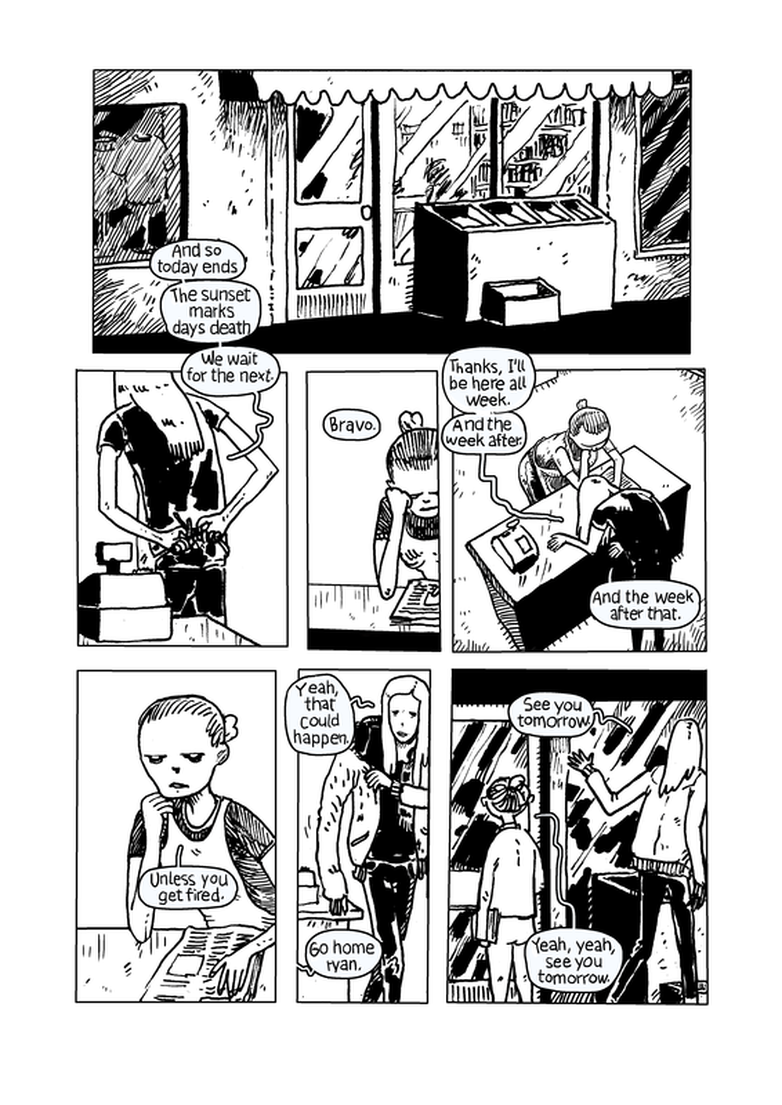 And so
today ends
The sunset
marks
days death
We wait
for the next.
Bravo.
Thanks, I'll
be here all
week.
And the
week after.
And the week
after that.
Unless you
get fired.
Yeah,
that
could
happen.
Go home
ryan.
See you
tomorrow.
Yeah, yeah,
see you
tomorrow.